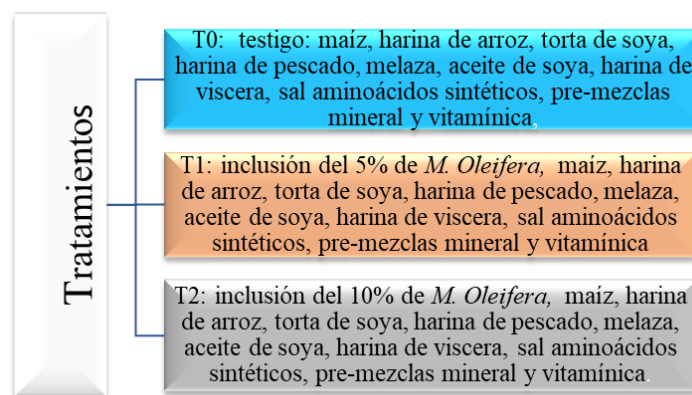 Tratamientos
T0: testigo: maíz, harina de arroz, torta de soya,
harina de pescado, melaza, aceite de soya, harina de
viscera, sal aminoácidos sintéticos, pre-mezclas
mineral y vitamínica,
T1: inclusión del 5% de M. Oleifera, maíz, harina
de arroz, torta de soya, harina de pescado, melaza,
aceite de soya, harina de viscera, sal aminoácidos
sintéticos, pre-mezclas mineral y vitamínica
T2: inclusión del 10% de M. Oleifera, maíz, harina
de arroz, torta de soya, harina de pescado, melaza,
aceite de soya, harina de viscera, sal aminoácidos
sintéticos, pre-mezclas mineral y vitamínica.